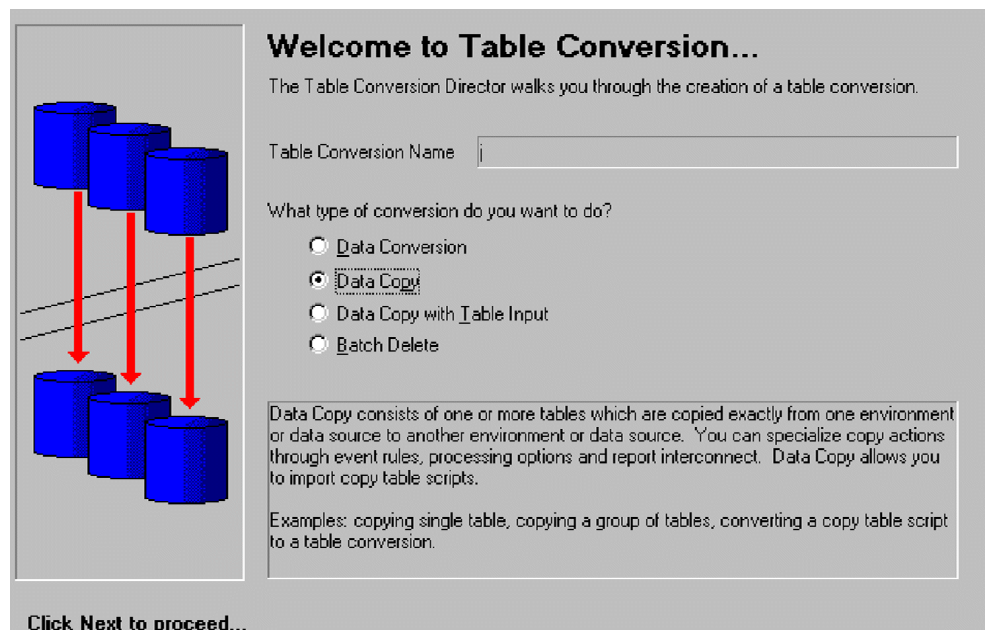 Welcome to Table Conversion...
The Table Conversion Director walks you through the creation of a table conversion.
Table Conversion Name
What type of conversion do you want to do?
Data Conversion
Data Copy
Data Copy with Table Input
Batch Delete
Data Copy consists of one or more tables which are copied exactly from one environment
or data source to another environment or data source.  You can specialize copy actions
through event rules, processing options and report interconnect.  Data Copy allows you
to import copy table scripts.
Examples: copying single table, copying a group of tables, converting a copy table script
to a table conversion.
Click Next to proceed...